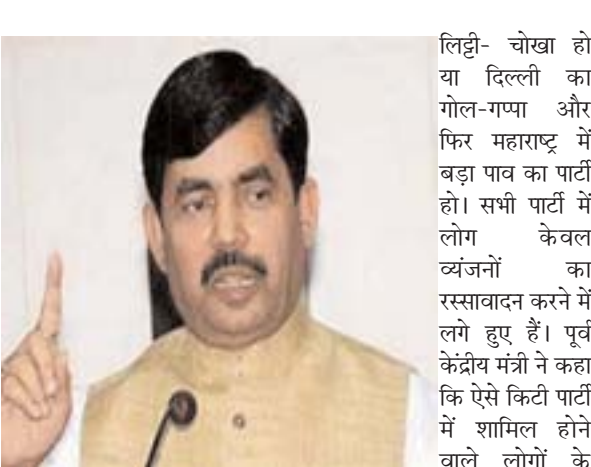 लिट्टी- चोखा हो
या दिल्ली का
गोल-गप्पा और
फिर महाराष्ट्र में
बड़ा पाव का पार्टी
हो। सभी पार्टी में
लोग केवल
व्यंजनों का
रस्सावादन करने में
लगे हुए हैं। पूर्व
केंद्रीय मंत्री ने कहा
कि ऐसे किटी पार्टी
में शामिल होने
वाले लोगों के